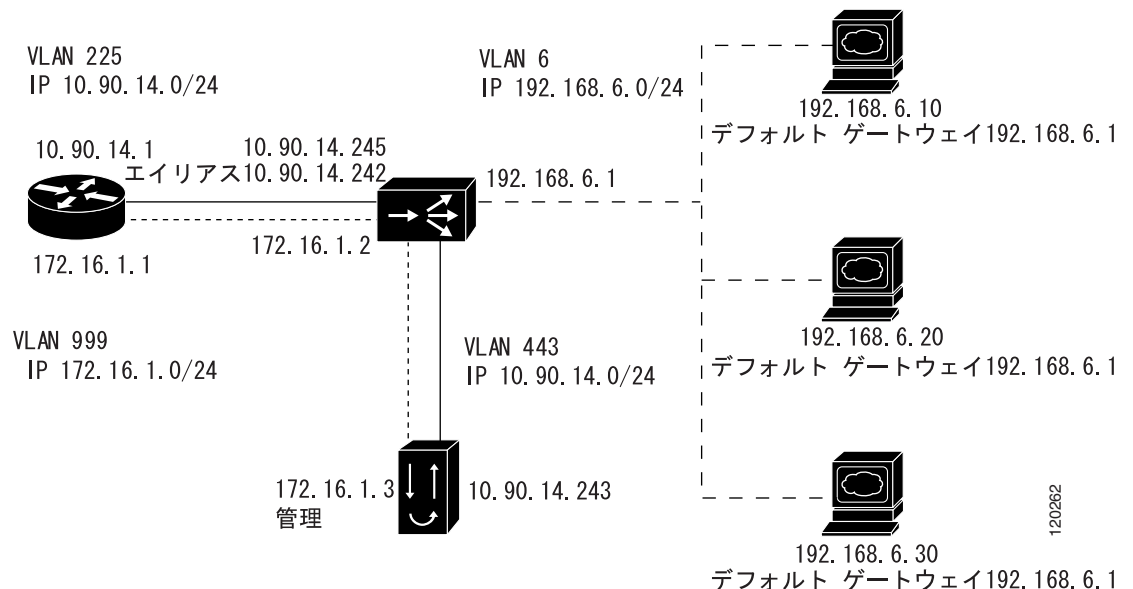 VLAN 225
IP 10.90.14.0/24
VLAN 6
IP 192.168.6.0/24
192.168.6.10
デフォルト ゲートウェイ192.168.6.1
10.90.14.1
10.90.14.245
エイリアス10.90.14.242
192.168.6.1
172.16.1.2
172.16.1.1
192.168.6.20
デフォルト ゲートウェイ192.168.6.1
VLAN 999
IP 172.16.1.0/24
VLAN 443
IP 10.90.14.0/24
172.16.1.3
管理
10.90.14.243
192.168.6.30
デフォルト ゲートウェイ192.168.6.1
120262